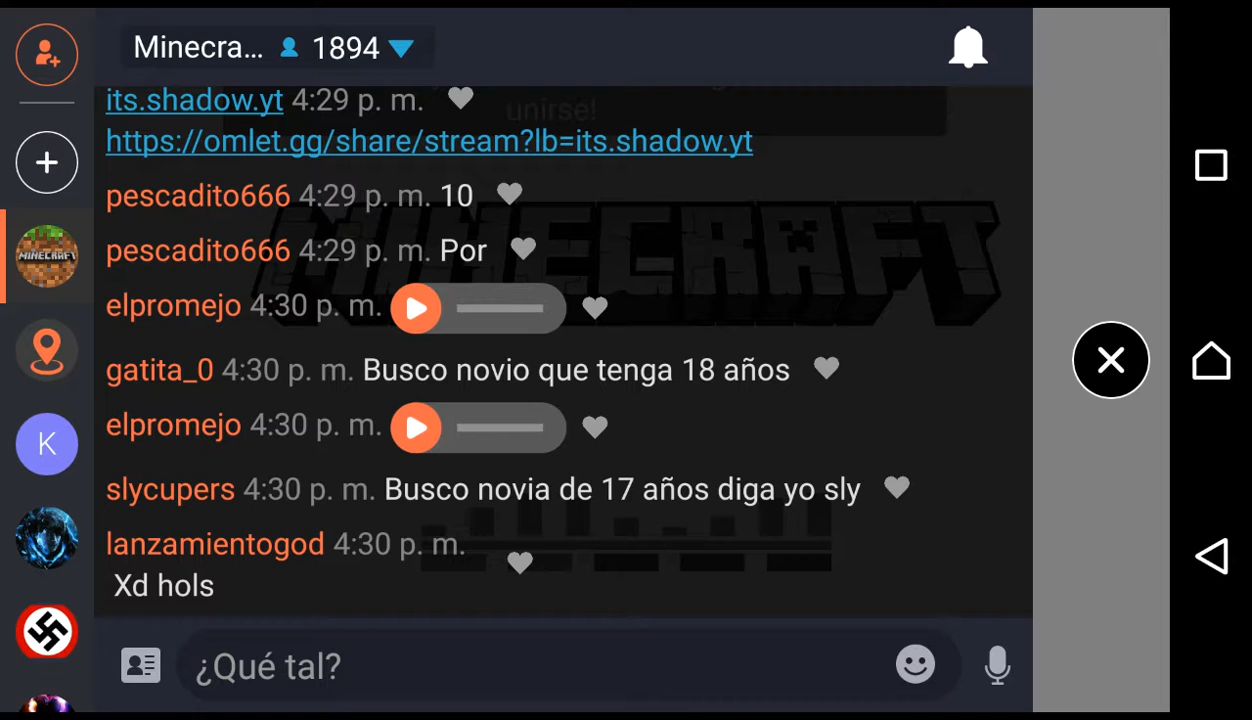 Minecra... 1894
unirse!
its.shadow.yt 4:29 p. m.
https://omlet.gg/share/stream?lb=its.shadow.yt
pescadito666 4:29 p. m. 10
MINECRAFT
pescadito666 4:29 p. m. Por
MINECRAFT
elpromejo 4:30 p. m.
gatita_0 4:30 p. m. Busco novio que tenga 18 años
elpromejo 4:30 p. m.
K
slycupers 4:30 p. m. Busco novia de 17 años diga yo sly
lanzamientogod 4:30 p. m.
Xd hols
¿Qué tal?